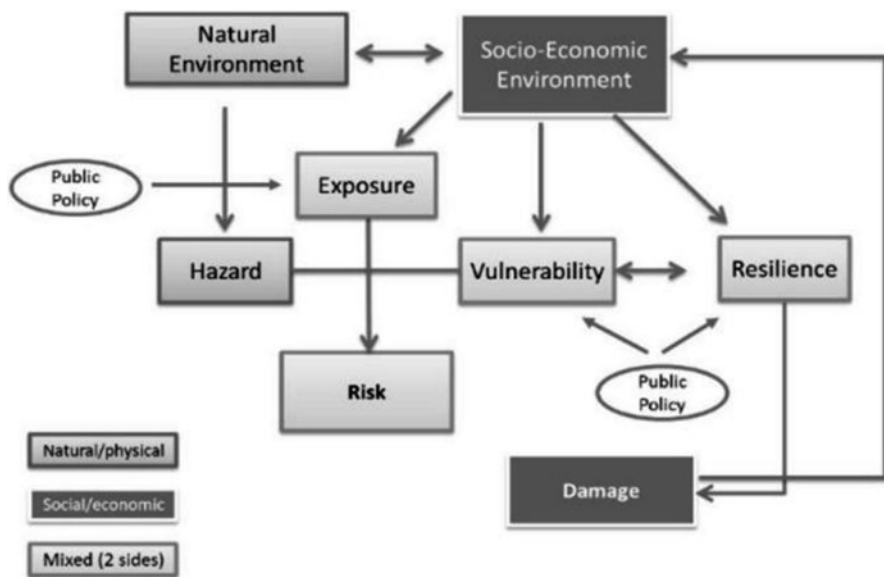 Natural
Environment
Socio-Economic
Environment
Public
Policy
Exposure
Hazard
Vulnerability
Resilience
Risk
Public
Policy
Natural/physical
Social/economic
Damage
Mixed (2 sides)